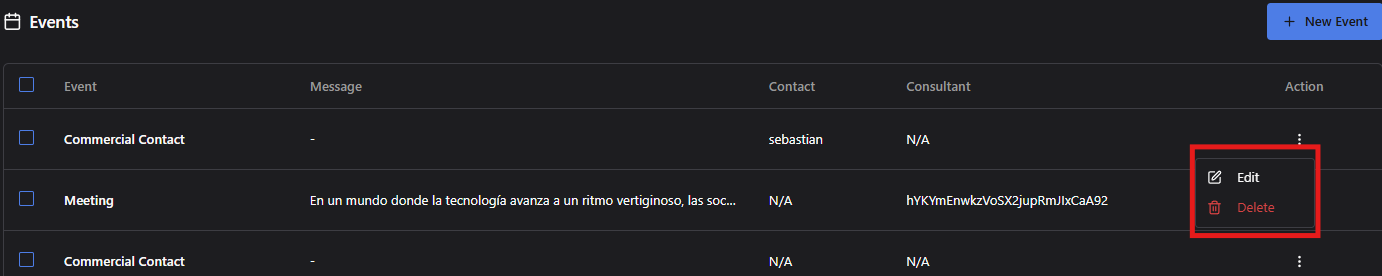 Events
+ New Event
Event Message Contact Consultant Action
Commercial Contact - sebastian N/A
Edit
Meeting En un mundo donde la tecnología avanza a un ritmo vertiginoso, las soc... N/A hYKYmEnwkzVoSX2jupRmJIxCaA92
Delete
Commercial Contact - N/A N/A